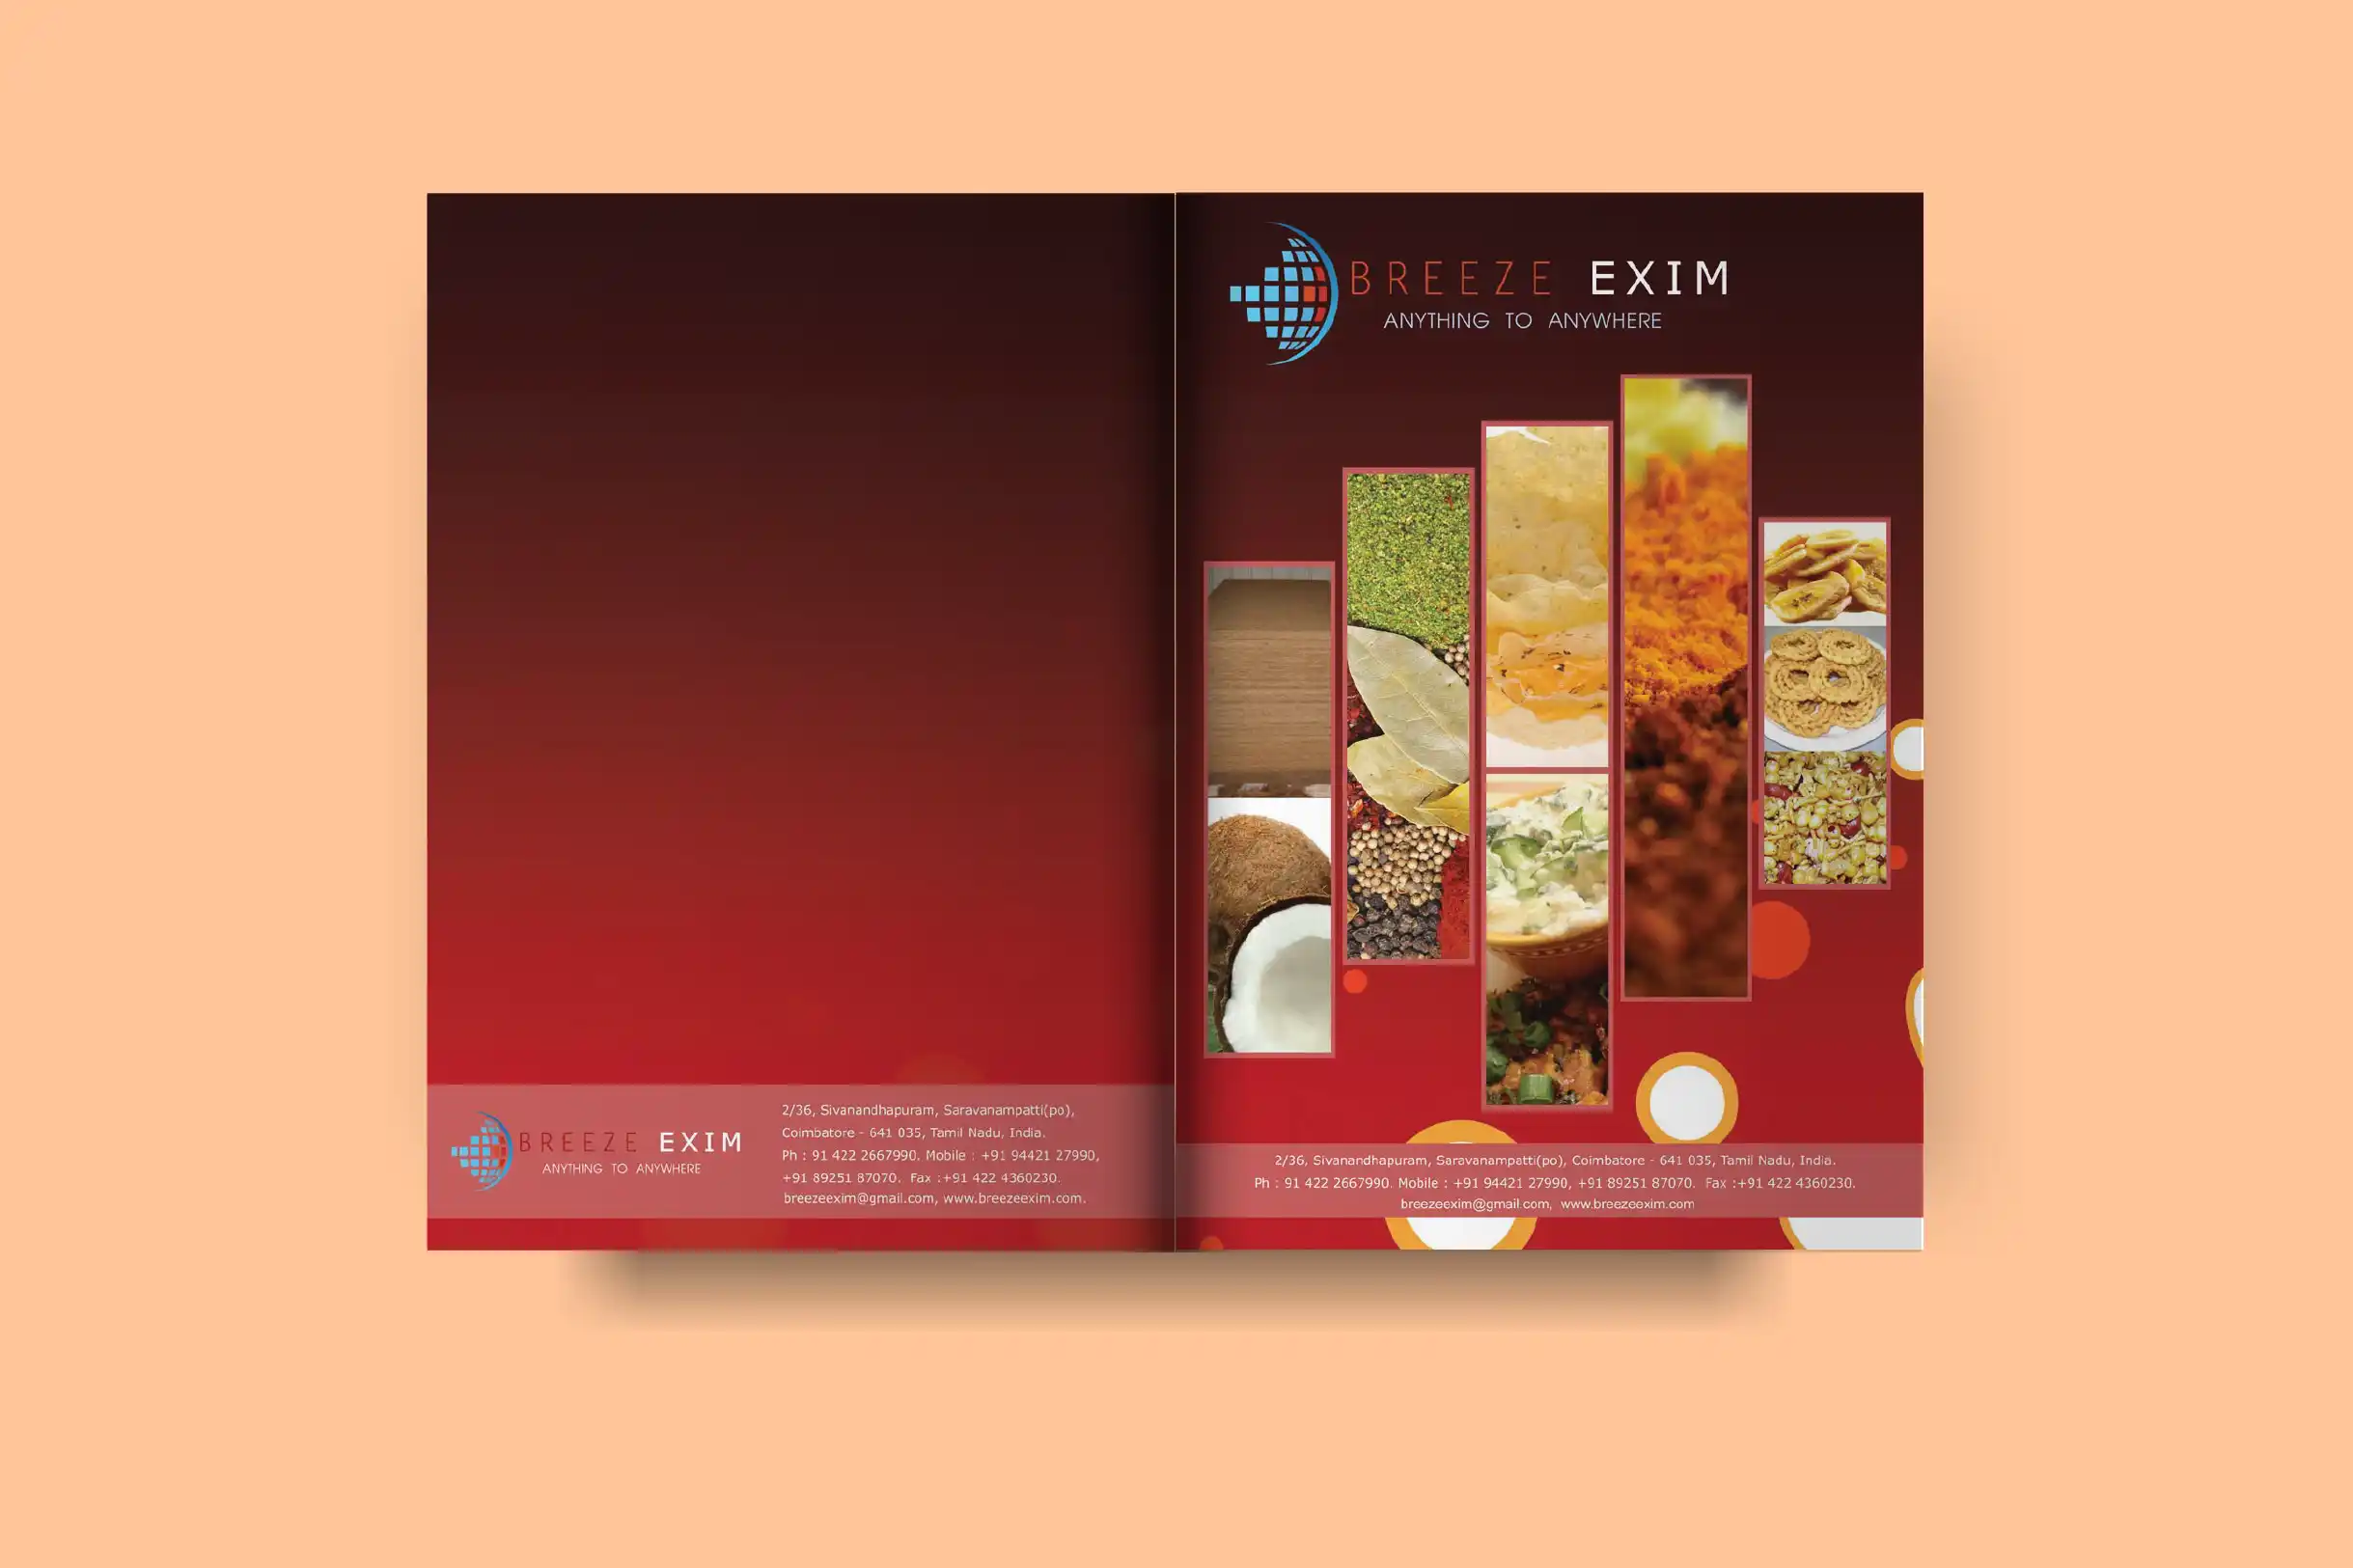 BREEZE EXIM
ANYTHING TO ANYWHERE
2/36, Sivanandhapuram, Saravanampatti(po),
Coimbatore - 641 035, Tamil Nadu, India.
Ph : 91 422 2667990. Mobile : +91 94421 27990,
+91 89251 87070. Fax :+91 422 4360230.
breezeexim@gmail.com, www.breezeexim.com.
BREEZE EXIM
ANYTHING TO ANYWHERE
2/36, Sivanandhapuram, Saravanampatti(po), Coimbatore - 641 035, Tamil Nadu, India.
Ph : 91 422 2667990. Mobile : +91 94421 27990, +91 89251 87070. Fax :+91 422 4360230.
breezeexim@gmail.com, www.breezeexim.com